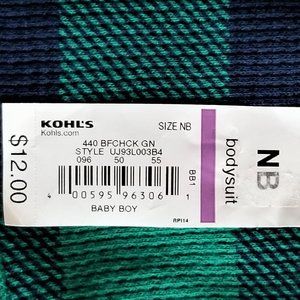 KOHL'S
Kohls.com
SIZE NB
440 BFCHCK GN
STYLE UJ93L003B4
096 50 55
4 00595 96306 1
BABY BOY
RPI14
BB1
$12.00
NB
bodysuit